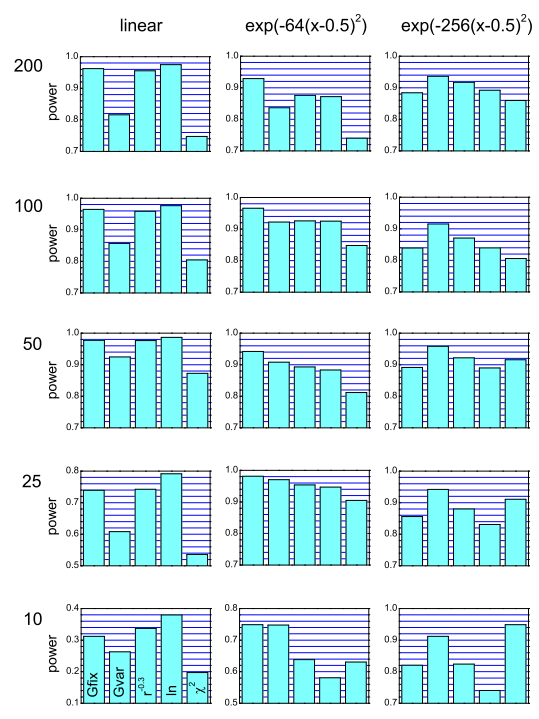 linear exp(-64(x-0.5)²) exp(-256(x-0.5)²)
200
power
1.0 1.0 1.0
0.9 0.9 0.9
0.8 0.8 0.8
0.7 0.7 0.7
100
power
1.0 1.0 1.0
0.9 0.9 0.9
0.8 0.8 0.8
0.7 0.7 0.7
50
power
1.0 1.0 1.0
0.9 0.9 0.9
0.8 0.8 0.8
0.7 0.7 0.7
25
power
0.8 1.0 1.0
0.7 0.9 0.9
0.6 0.8 0.8
0.5 0.7 0.7
10
power
0.4 0.8 1.0
0.3 0.7 0.9
0.2 0.6 0.8
0.1 0.5 0.7
Gfix Gvar r⁻⁰·³ ln χ²